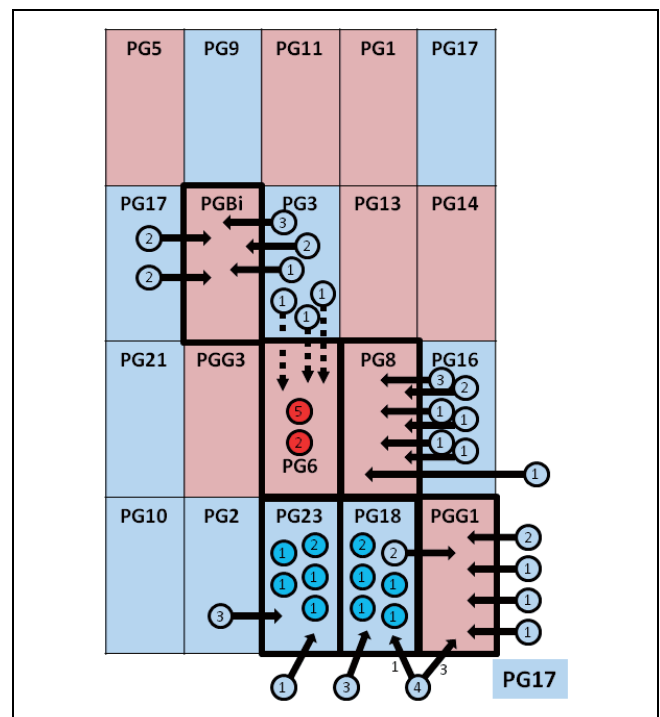 PG5 PG9 PG11 PG1 PG17
PG17 PGBi PG3 PG13 PG14
3
2 2
2 1
1 1
1
PG21 PGG3 PG8 PG16
3 2
5 1 1
2 1 1
PG6
1
PG10 PG2 PG23 PG18 PGG1
2
1 2 2 2
1 1 1 1 1
1
3 1 1 1
1
1 3
1 3 4
PG17